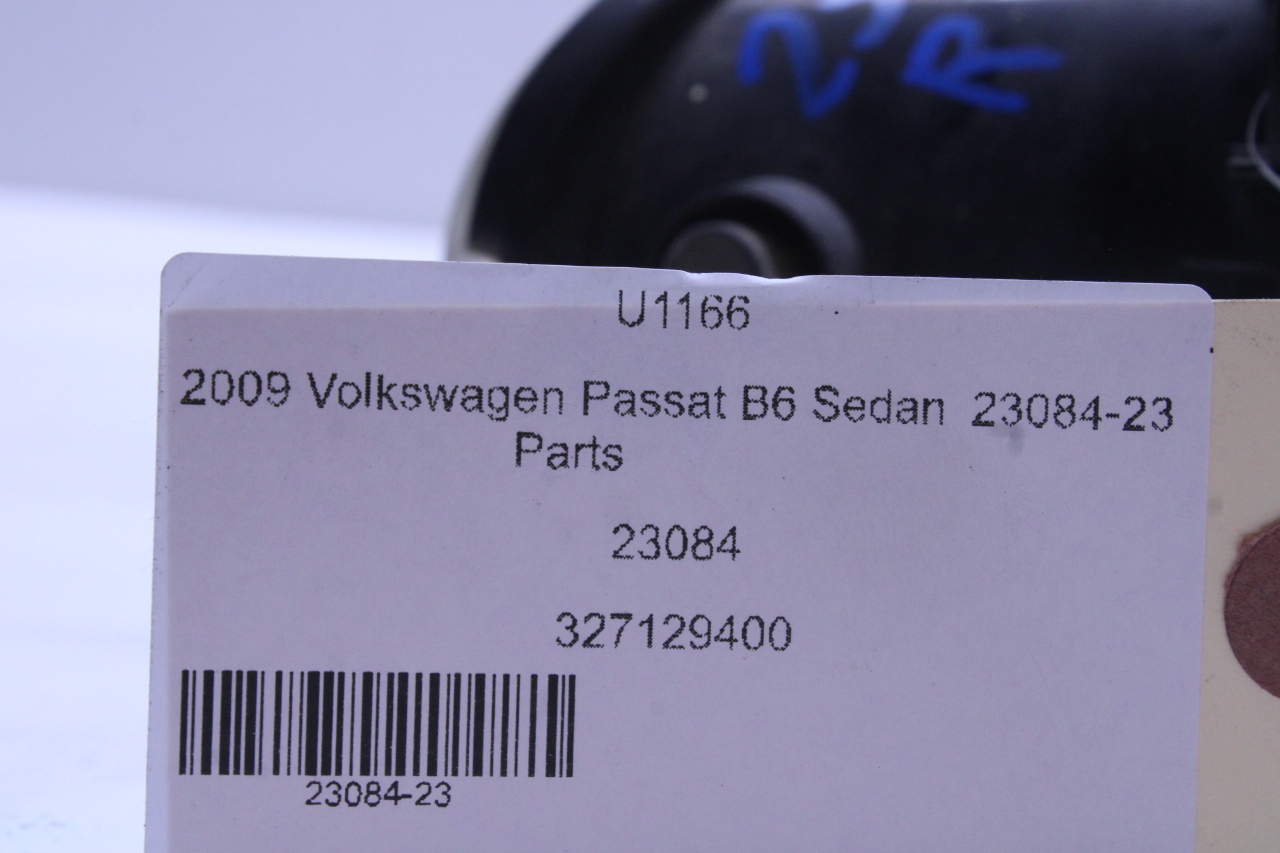 R
U1166
2009 Volkswagen Passat B6 Sedan 23084-23
Parts
23084
327129400
23084-23